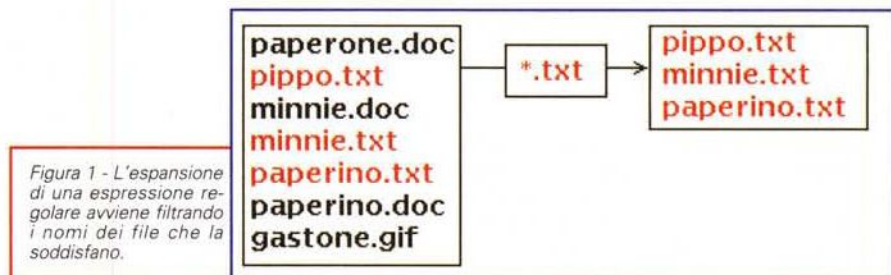 paperone.doc
pippo.txt
minnie.doc
minnie.txt
paperino.txt
paperino.doc
gastone.gif
*.txt
pippo.txt
minnie.txt
paperino.txt
Figura 1 - L'espansione
di una espressione re-
golare avviene filtrando
i nomi dei file che la
soddisfano.